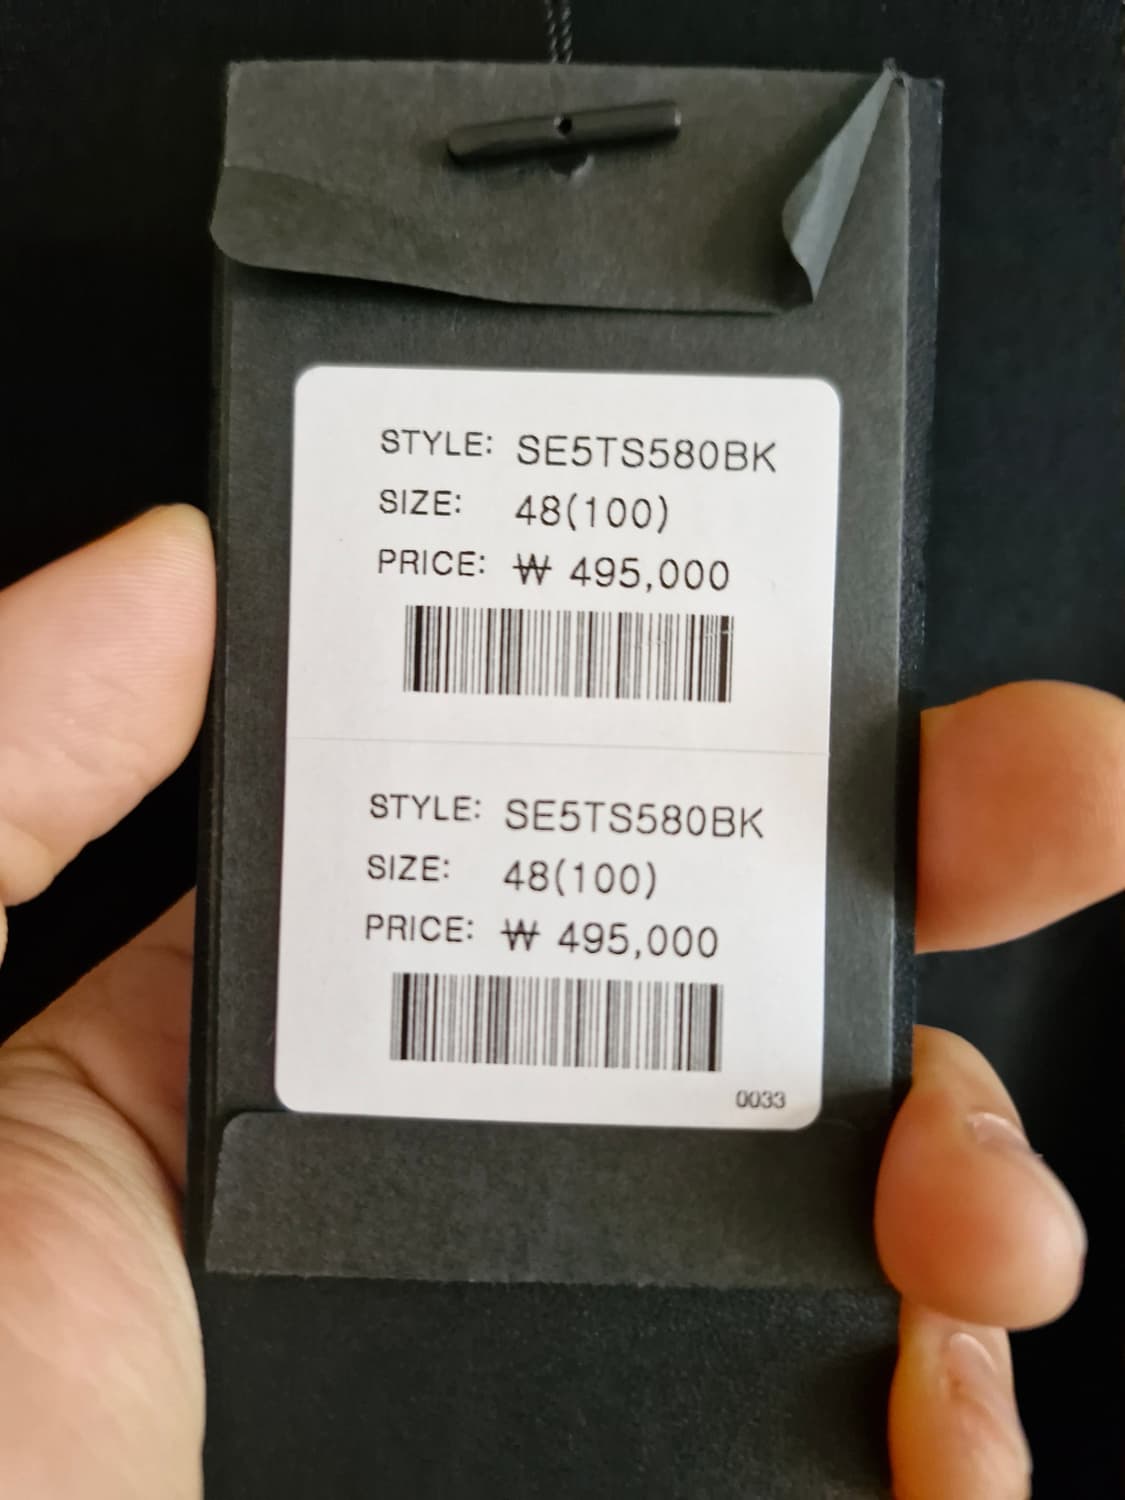 STYLE: SE5TS580BK
SIZE: 48(100)
PRICE: ₩ 495,000
STYLE: SE5TS580BK
SIZE: 48(100)
PRICE: ₩ 495,000
0033